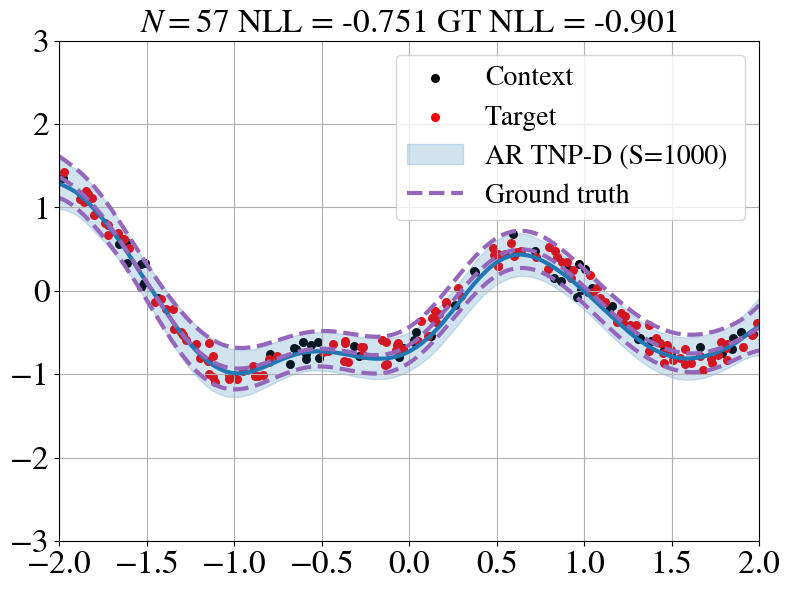 N = 57 NLL = -0.751 GT NLL = -0.901
3
2
1
0
−1
−2
−3
Context
Target
AR TNP-D (S=1000)
Ground truth
−2.0 −1.5 −1.0 −0.5 0.0 0.5 1.0 1.5 2.0